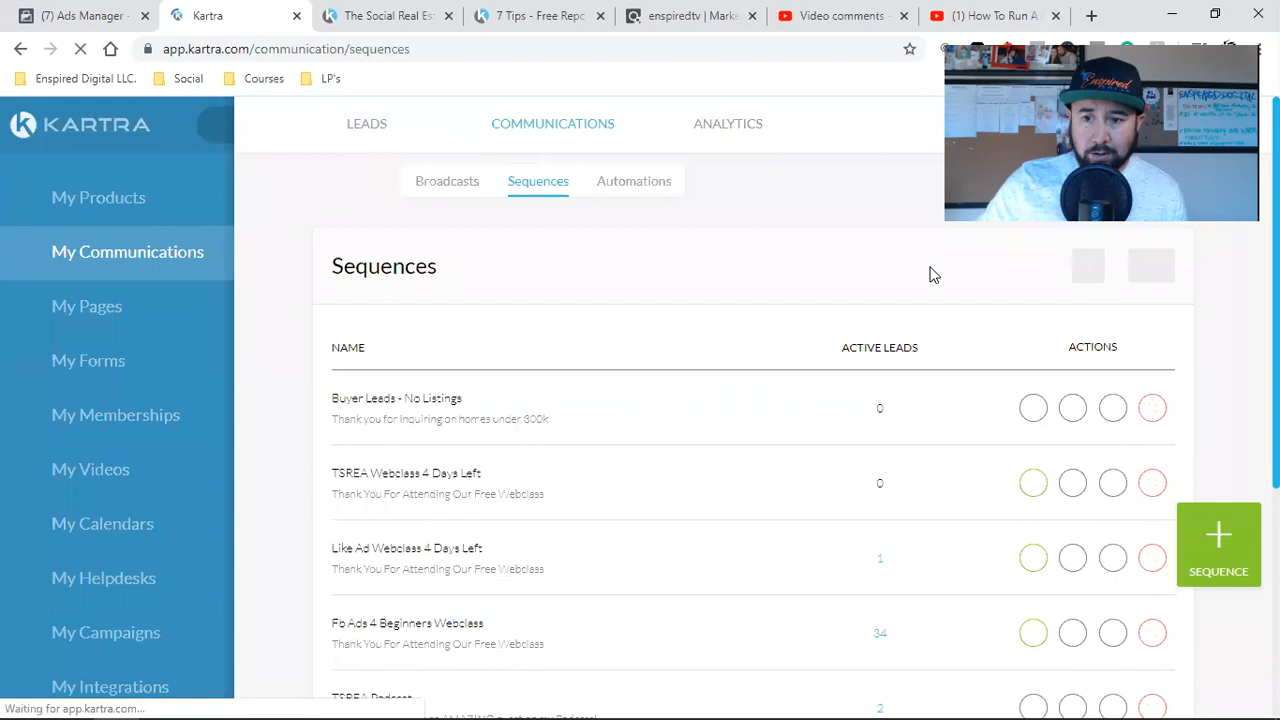 (7) Ads Manager -
Kartra
The Social Real Es
7 Tips - Free Repo
enspiredtv | Marke
Video comments -
(1) How To Run A
app.kartra.com/communication/sequences
Enspired Digital LLC.
Social
Courses
LP's
KARTRA
LEADS
COMMUNICATIONS
ANALYTICS
Broadcasts
Sequences
Automations
My Products
My Communications
My Pages
My Forms
My Memberships
My Videos
My Calendars
My Helpdesks
My Campaigns
My Integrations
Sequences
NAME
ACTIVE LEADS
ACTIONS
Buyer Leads - No Listings
Thank you for Inquiring on homes under 300k
0
TSREA Webclass 4 Days Left
Thank You For Attending Our Free Webclass
0
Like Ad Webclass 4 Days Left
Thank You For Attending Our Free Webclass
1
Fb Ads 4 Beginners Webclass
Thank You For Attending Our Free Webclass
34
TSREA Podcast
2
SEQUENCE
Waiting for app.kartra.com...